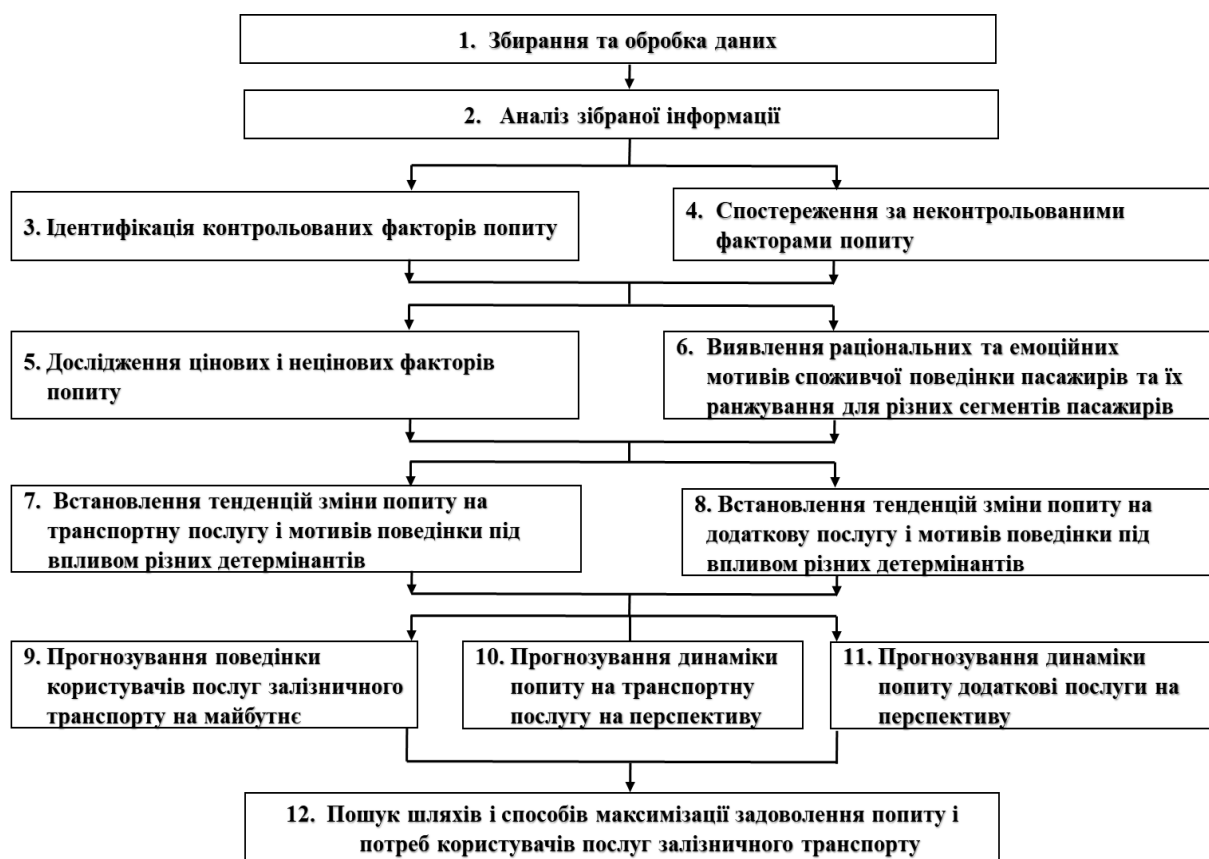 1. Збирання та обробка даних
2. Аналіз зібраної інформації
3. Ідентифікація контрольованих факторів попиту
4. Спостереження за неконтрольованими
факторами попиту
5. Дослідження цінових і нецінових факторів
попиту
6. Виявлення раціональних та емоційних
мотивів споживчої поведінки пасажирів та їх
ранжування для різних сегментів пасажирів
7. Встановлення тенденцій зміни попиту на
транспортну послугу і мотивів поведінки під
впливом різних детермінантів
8. Встановлення тенденцій зміни попиту на
додаткову послугу і мотивів поведінки під
впливом різних детермінантів
9. Прогнозування поведінки
користувачів послуг залізничного
транспорту на майбутнє
10. Прогнозування динаміки
попиту на транспортну
послугу на перспективу
11. Прогнозування динаміки
попиту додаткові послуги на
перспективу
12. Пошук шляхів і способів максимізації задоволення попиту і
потреб користувачів послуг залізничного транспорту